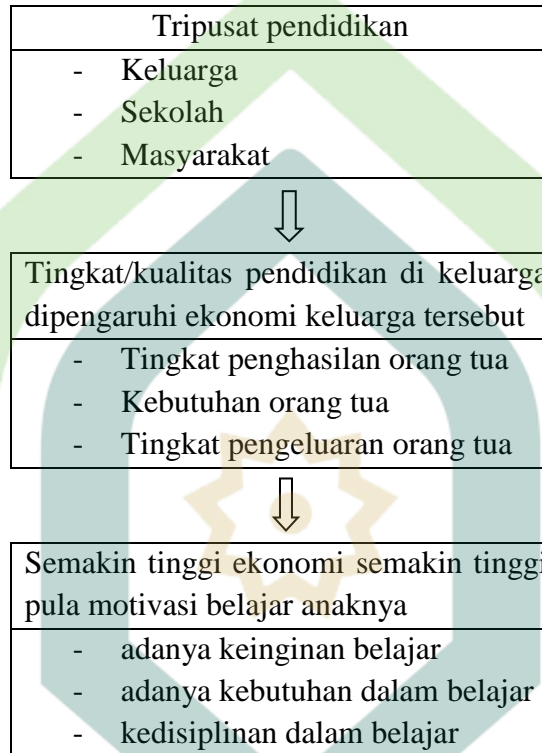 Tripusat pendidikan
- Keluarga
- Sekolah
- Masyarakat
Tingkat/kualitas pendidikan di keluarga
dipengaruhi ekonomi keluarga tersebut
- Tingkat penghasilan orang tua
- Kebutuhan orang tua
- Tingkat pengeluaran orang tua
Semakin tinggi ekonomi semakin tinggi
pula motivasi belajar anaknya
- adanya keinginan belajar
- adanya kebutuhan dalam belajar
- kedisiplinan dalam belajar